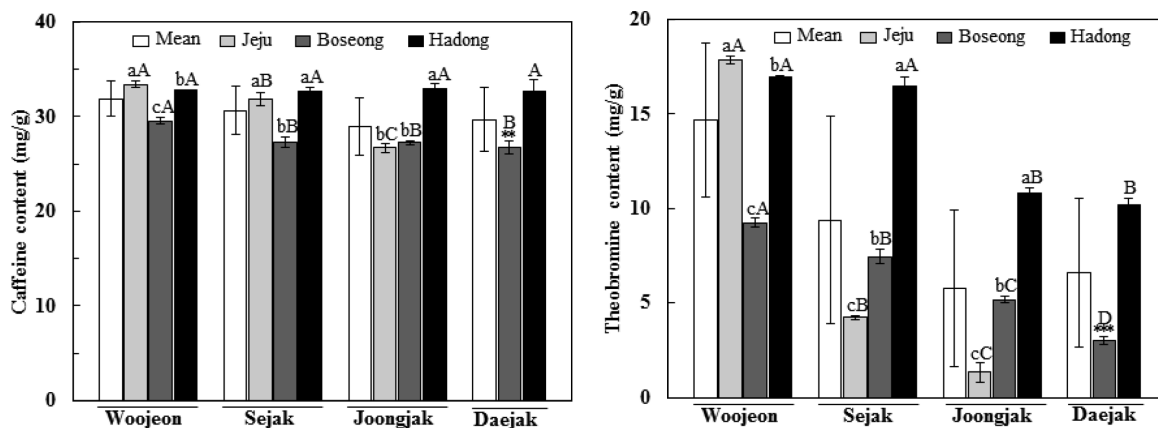 40
30
20
10
0
Caffeine content (mg/g)
Mean Jeju Boseong Hadong
aA
cA
bA
aB
bB
aA
bC
bB
aA
B
**
A
Woojeon Sejak Joongjak Daejak
20
15
10
5
0
Theobromine content (mg/g)
Mean Jeju Boseong Hadong
aA
cA
bA
cB
bB
aA
cC
bC
aB
D
***
B
Woojeon Sejak Joongjak Daejak